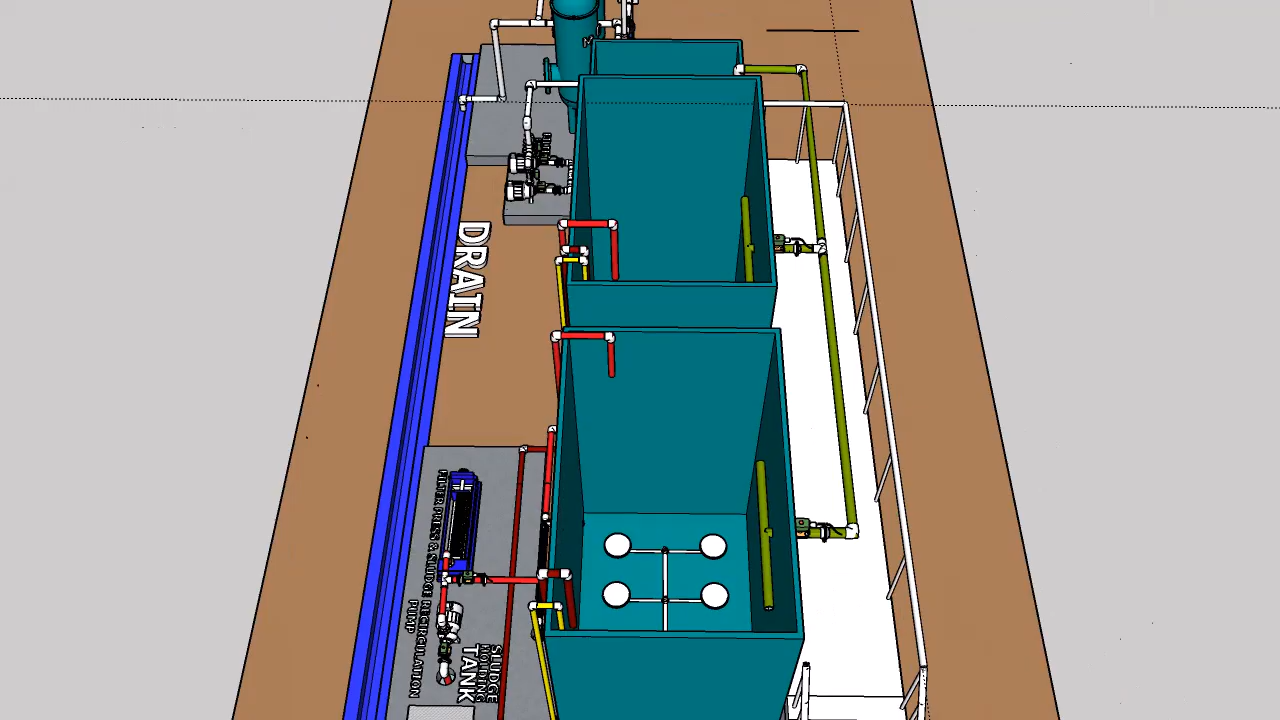 DRAIN
FILTER PRESS & SLUDGE RECIRCULATION
PUMP
SLUDGE
HOLDING
TANK